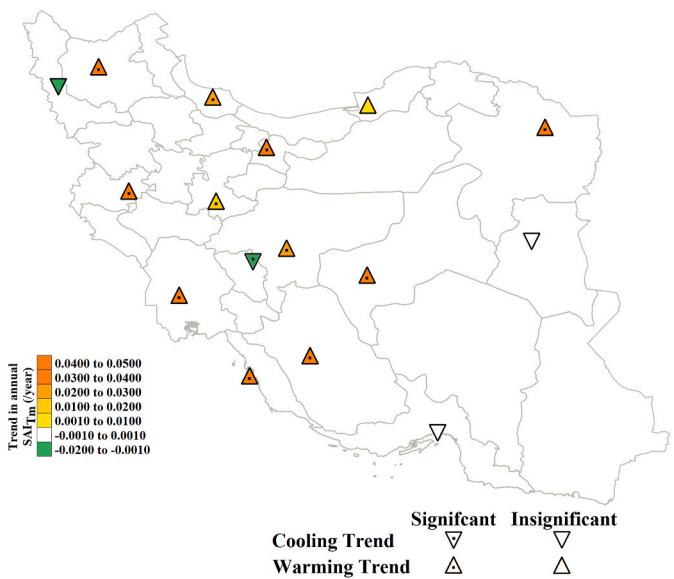 Trend in annual
SAITm (/year)
0.0400 to 0.0500
0.0300 to 0.0400
0.0200 to 0.0300
0.0100 to 0.0200
0.0010 to 0.0100
-0.0010 to 0.0010
-0.0200 to -0.0010
Signifcant Insignificant
Cooling Trend
Warming Trend